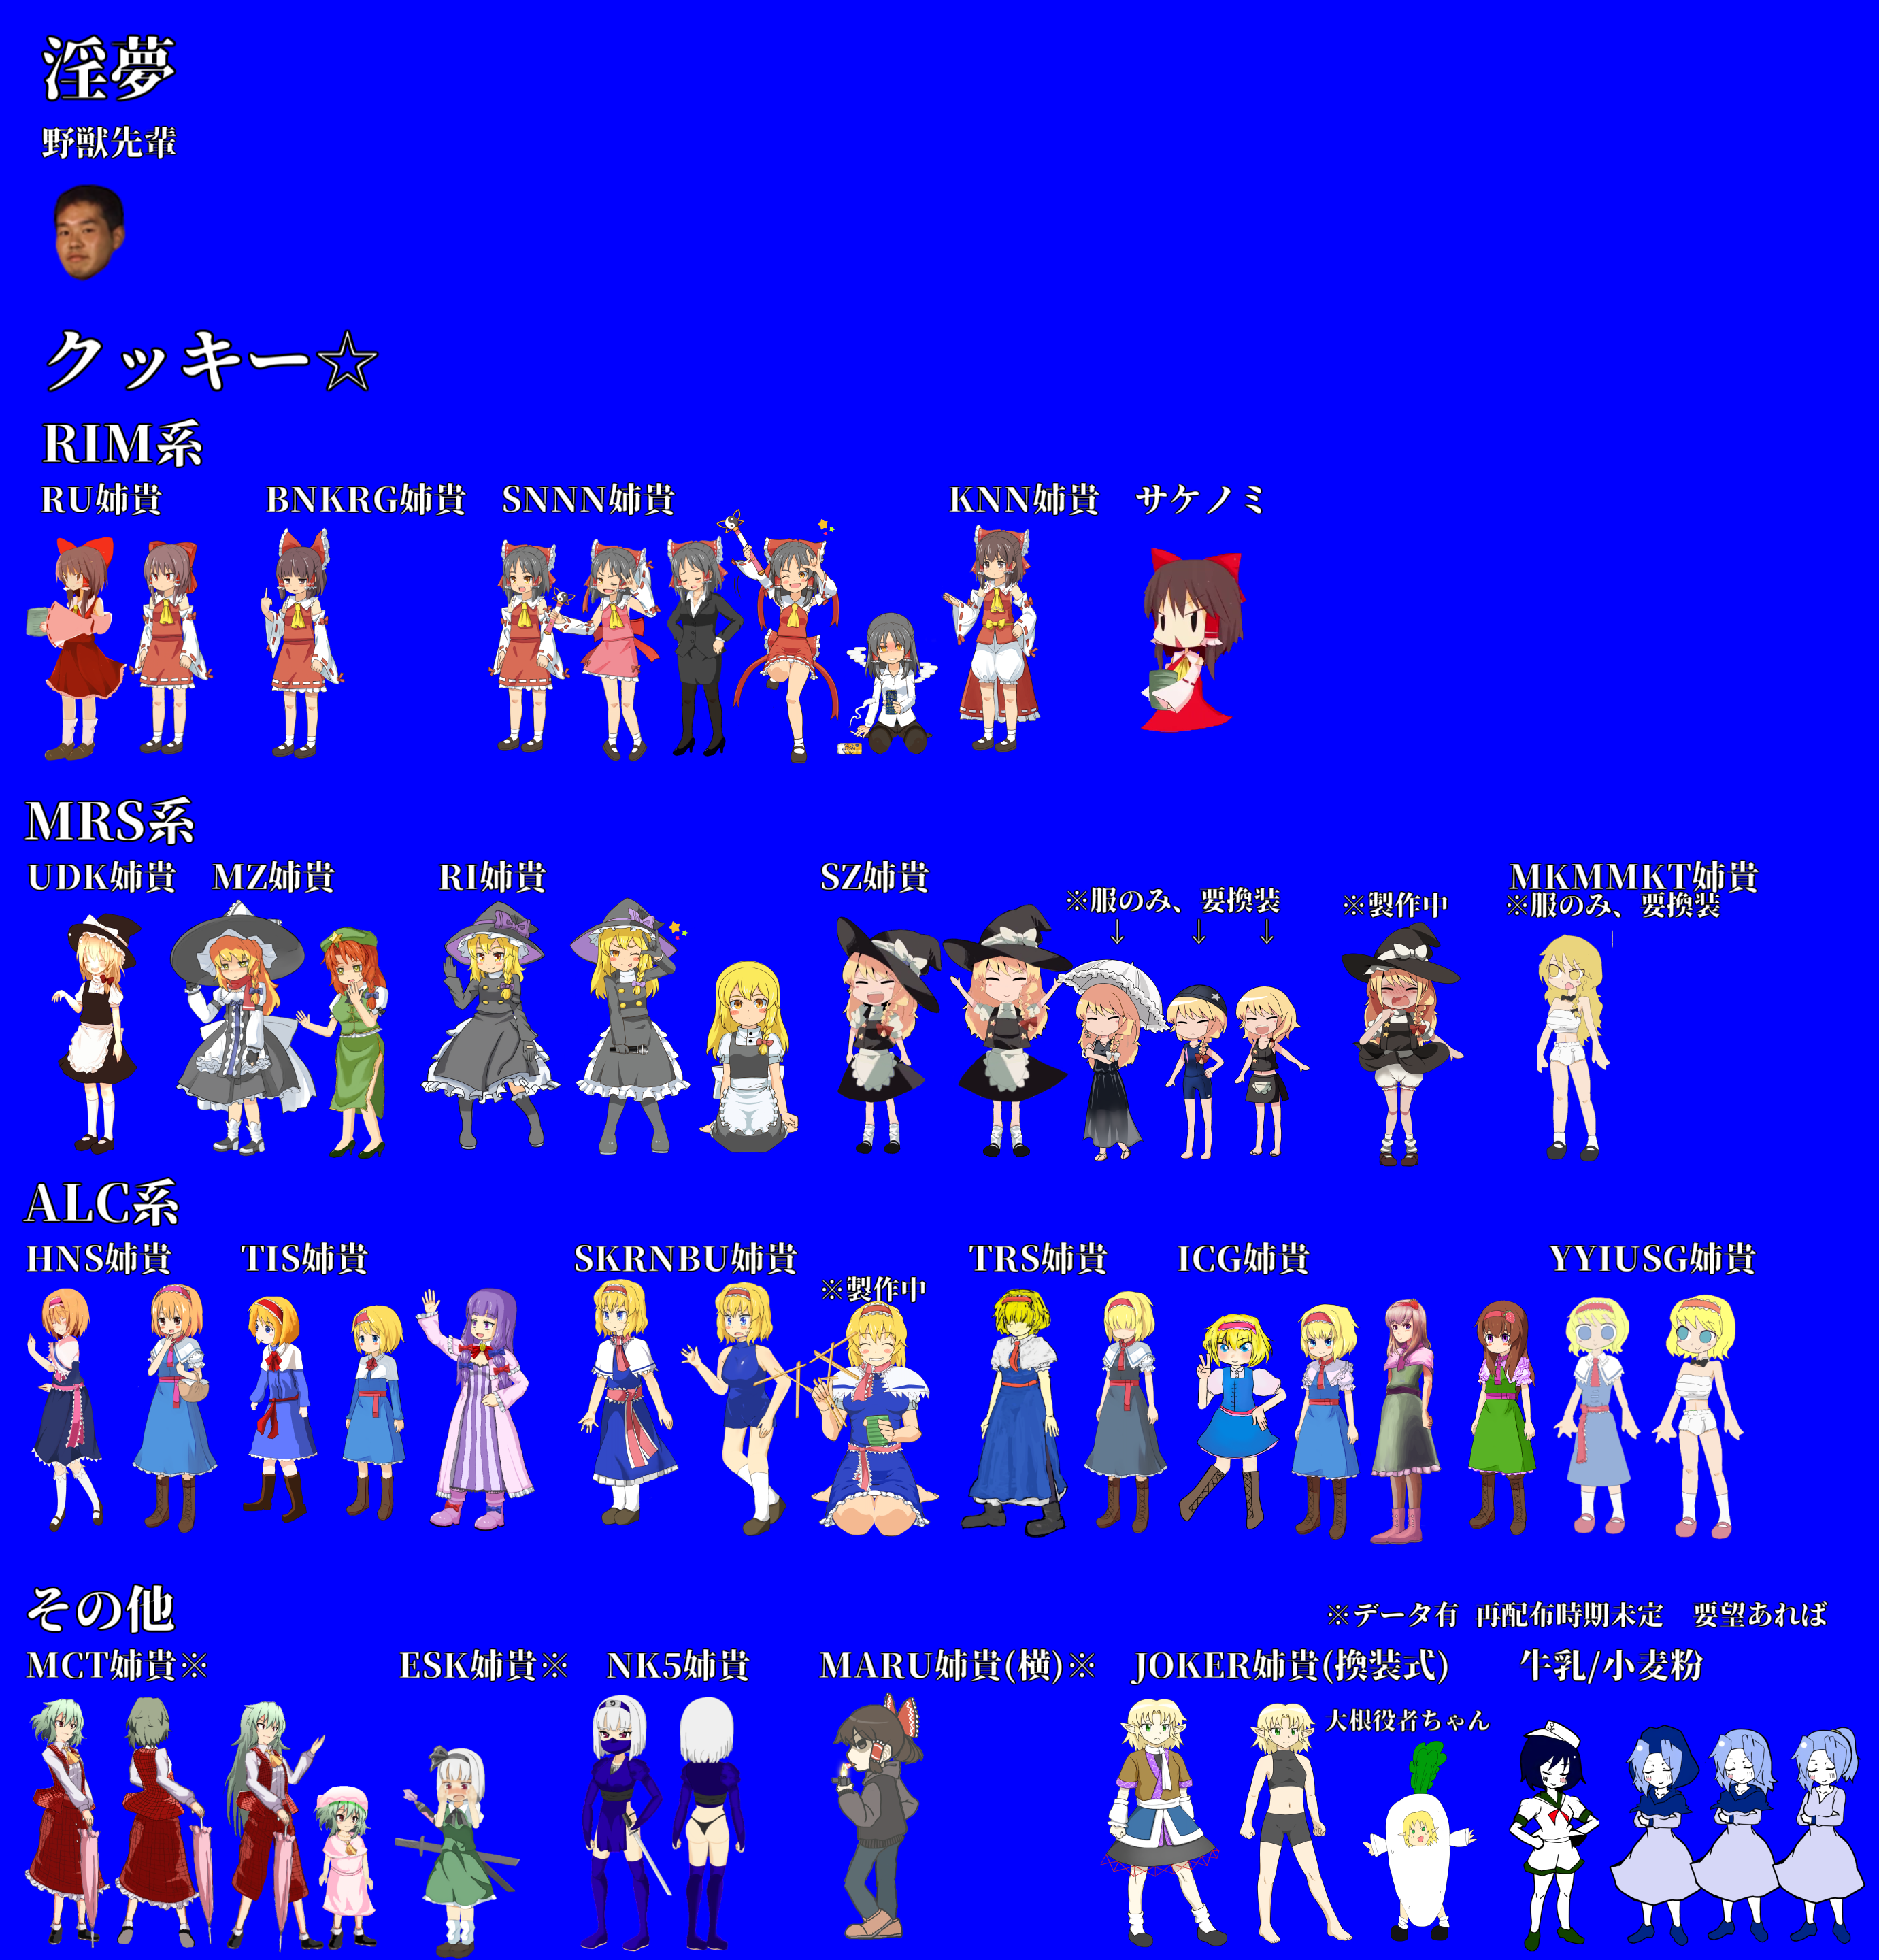 淫夢
野獣先輩
クッキー☆
RIM系
RU姉貴 BNKRG姉貴 SNNN姉貴 KNN姉貴 サケノミ
MRS系
UDK姉貴 MZ姉貴 RI姉貴 SZ姉貴 MKMMKT姉貴
※服のみ、要換装 ※製作中 ※服のみ、要換装
↓ ↓ ↓
ALC系
HNS姉貴 TIS姉貴 SKRNBU姉貴 TRS姉貴 ICG姉貴 YYIUSG姉貴
※製作中
その他
※データ有 再配布時期未定 要望あれば
MCT姉貴※ ESK姉貴※ NK5姉貴 MARU姉貴(横)※ JOKER姉貴(換装式) 牛乳/小麦粉
大根役者ちゃん